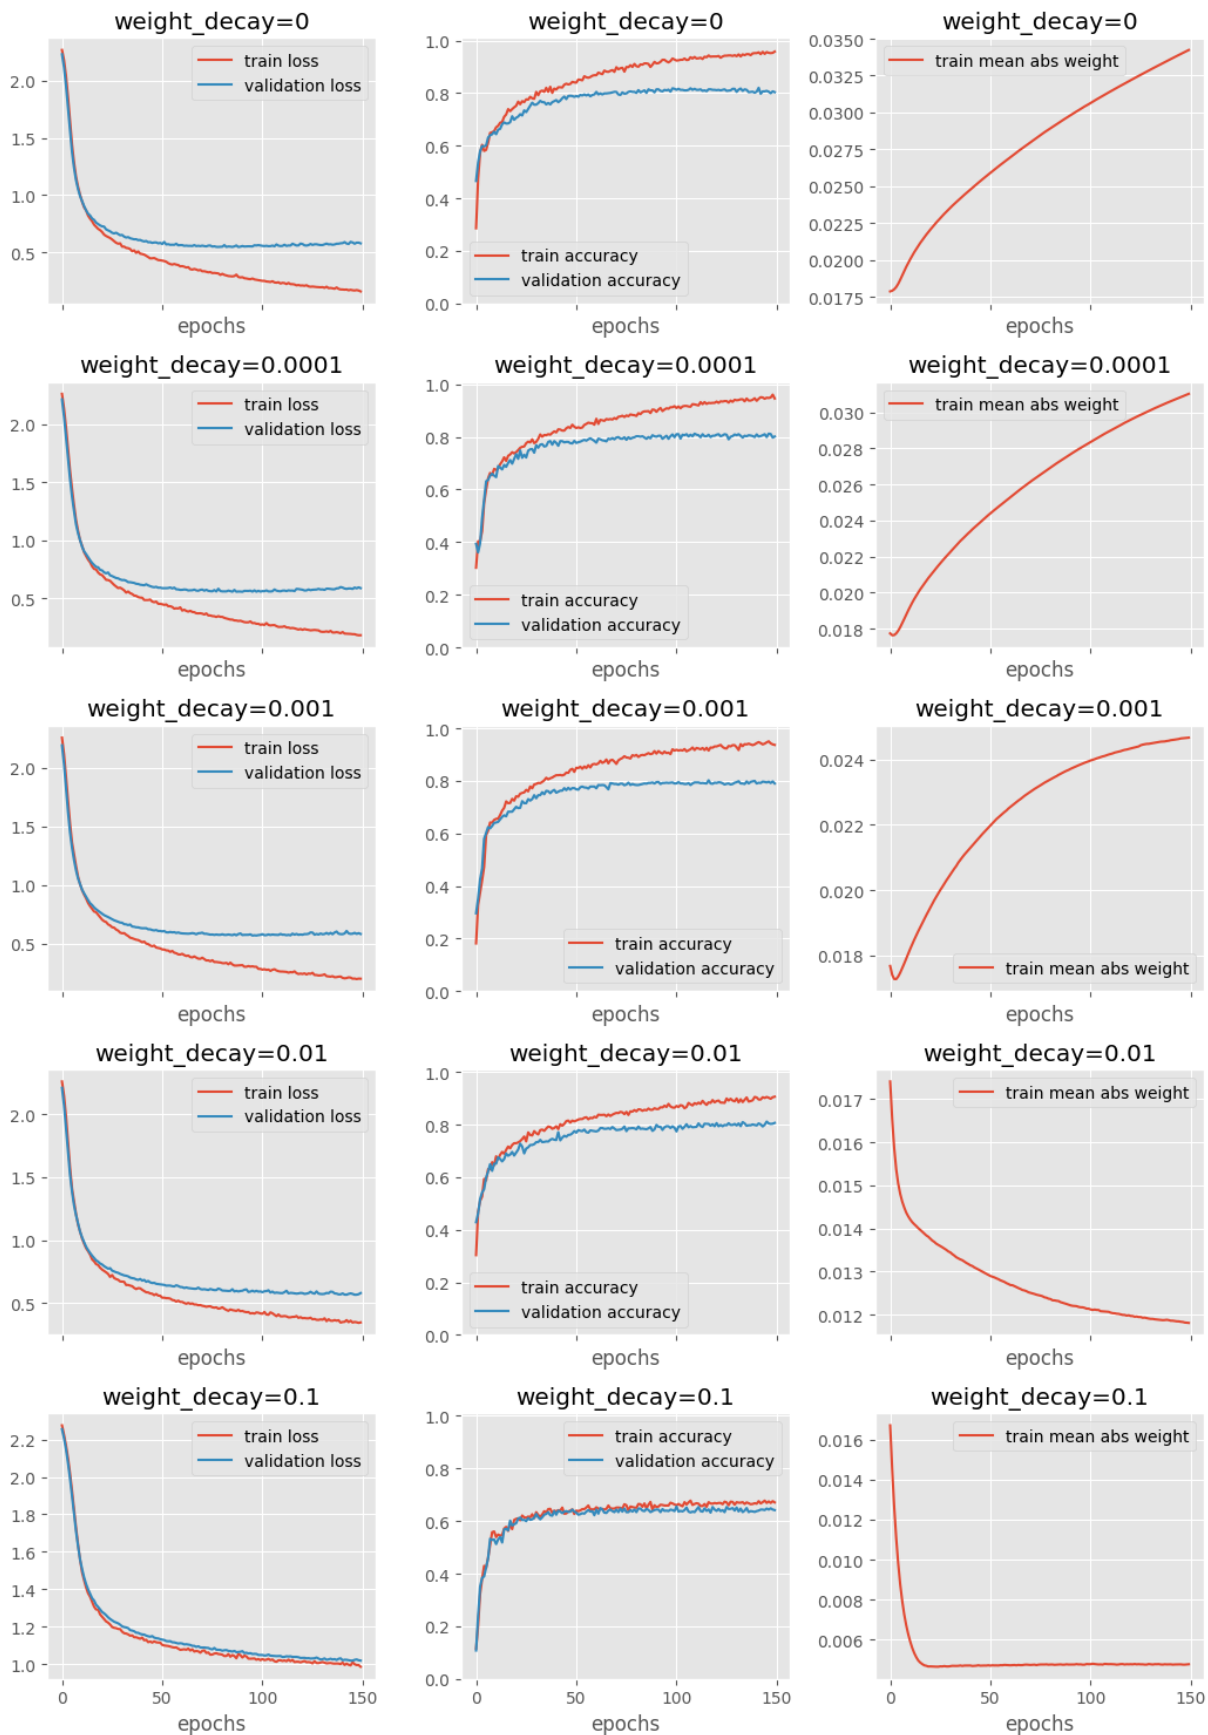 weight_decay=0
train loss
validation loss
2.0
1.5
1.0
0.5
epochs
weight_decay=0
1.0
0.8
0.6
0.4
0.2
0.0
train accuracy
validation accuracy
epochs
weight_decay=0
0.0350
0.0325
0.0300
0.0275
0.0250
0.0225
0.0200
0.0175
train mean abs weight
epochs
weight_decay=0.0001
train loss
validation loss
2.0
1.5
1.0
0.5
epochs
weight_decay=0.0001
1.0
0.8
0.6
0.4
0.2
0.0
train accuracy
validation accuracy
epochs
weight_decay=0.0001
train mean abs weight
0.030
0.028
0.026
0.024
0.022
0.020
0.018
epochs
weight_decay=0.001
train loss
validation loss
2.0
1.5
1.0
0.5
epochs
weight_decay=0.001
1.0
0.8
0.6
0.4
0.2
0.0
train accuracy
validation accuracy
epochs
weight_decay=0.001
0.024
0.022
0.020
0.018
train mean abs weight
epochs
weight_decay=0.01
train loss
validation loss
2.0
1.5
1.0
0.5
epochs
weight_decay=0.01
1.0
0.8
0.6
0.4
0.2
0.0
train accuracy
validation accuracy
epochs
weight_decay=0.01
train mean abs weight
0.017
0.016
0.015
0.014
0.013
0.012
epochs
weight_decay=0.1
train loss
validation loss
2.2
2.0
1.8
1.6
1.4
1.2
1.0
0 50 100 150
epochs
weight_decay=0.1
train accuracy
validation accuracy
1.0
0.8
0.6
0.4
0.2
0.0
0 50 100 150
epochs
weight_decay=0.1
train mean abs weight
0.016
0.014
0.012
0.010
0.008
0.006
0 50 100 150
epochs